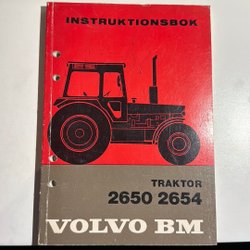 INSTRUKTIONSBOK
TRAKTOR
2650 2654
VOLVO BM